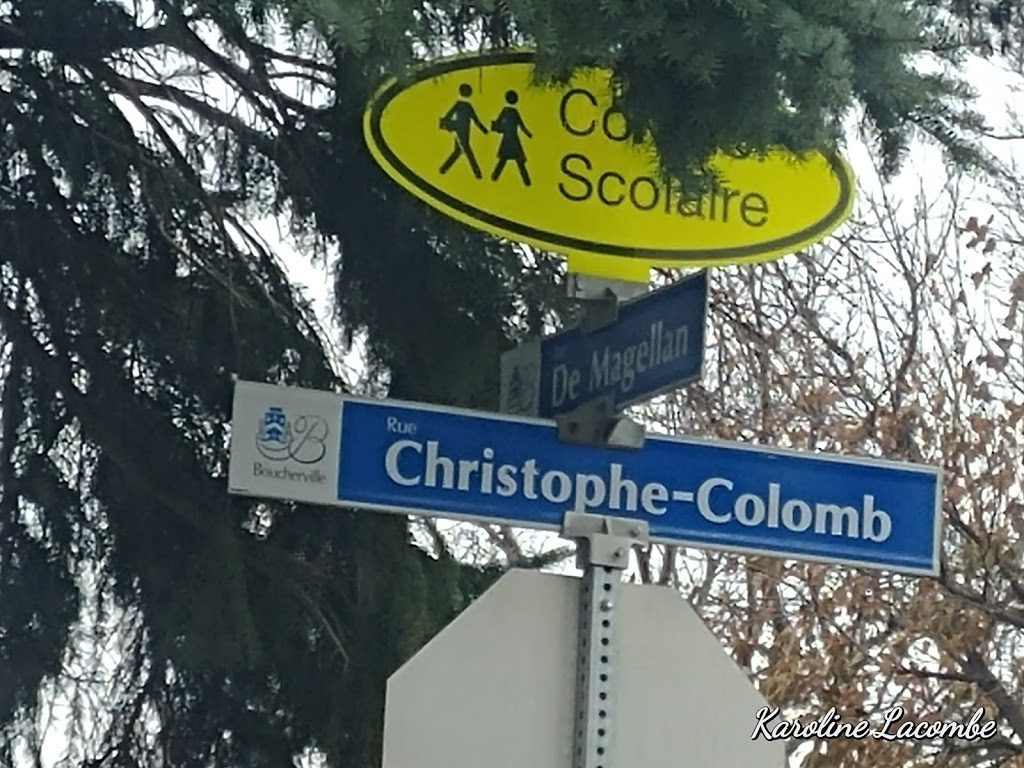 Scolaire
De Magellan
B
Boucherville
Rue
Christophe-Colomb
Karoline Lacombe